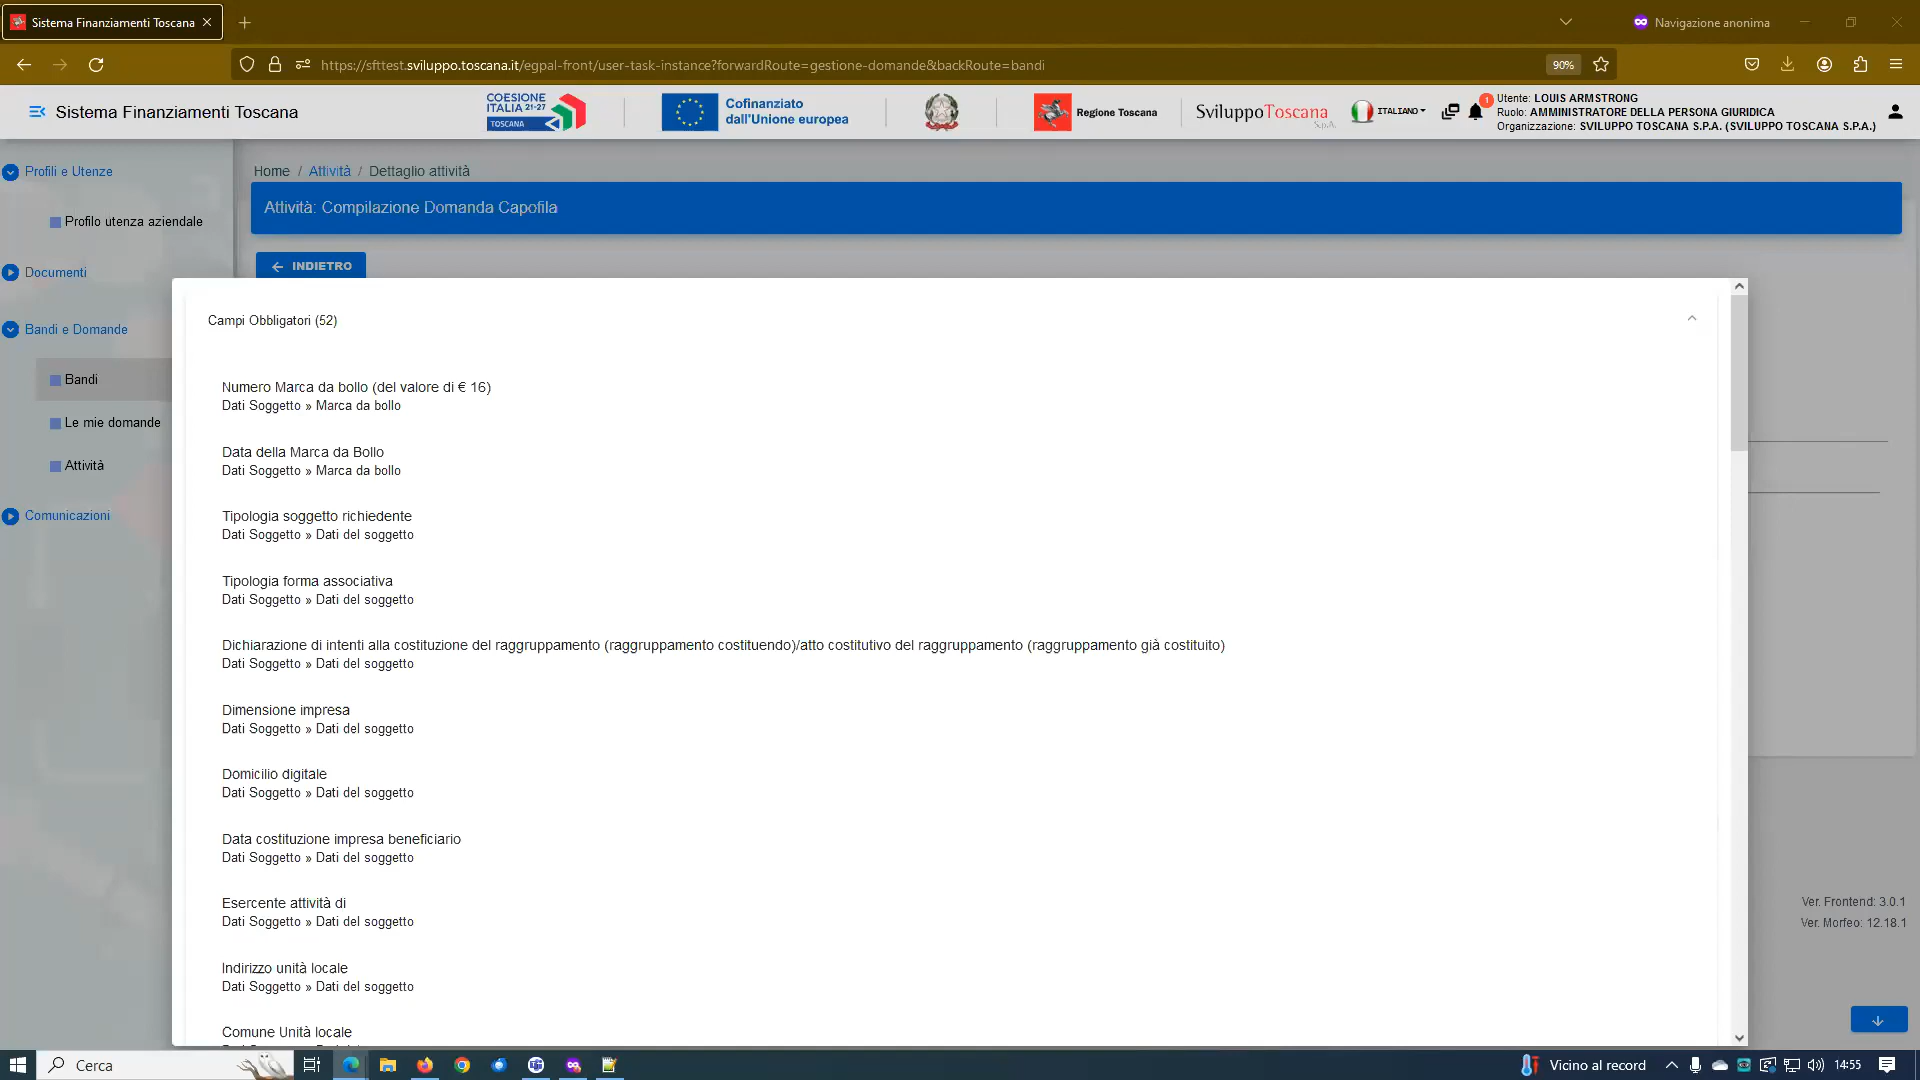 Sistema Finanziamenti Toscana
Navigazione anonima
https://sfttest.sviluppo.toscana.it/egpal-front/user-task-instance?forwardRoute=gestione-domande&backRoute=bandi
90%
Sistema Finanziamenti Toscana
COESIONE
ITALIA 21-27
TOSCANA
Cofinanziato
dall'Unione europea
Regione Toscana
SviluppoToscana
S.p.A.
ITALIANO
1
Utente: LOUIS ARMSTRONG
Ruolo: AMMINISTRATORE DELLA PERSONA GIURIDICA
Organizzazione: SVILUPPO TOSCANA S.P.A. (SVILUPPO TOSCANA S.P.A.)
Profili e Utenze
Profilo utenza aziendale
Documenti
Bandi e Domande
Bandi
Le mie domande
Attività
Comunicazioni
Home / Attività / Dettaglio attività
Attività: Compilazione Domanda Capofila
INDIETRO
Campi Obbligatori (52)
Numero Marca da bollo (del valore di € 16)
Dati Soggetto » Marca da bollo
Data della Marca da Bollo
Dati Soggetto » Marca da bollo
Tipologia soggetto richiedente
Dati Soggetto » Dati del soggetto
Tipologia forma associativa
Dati Soggetto » Dati del soggetto
Dichiarazione di intenti alla costituzione del raggruppamento (raggruppamento costituendo)/atto costitutivo del raggruppamento (raggruppamento già costituito)
Dati Soggetto » Dati del soggetto
Dimensione impresa
Dati Soggetto » Dati del soggetto
Domicilio digitale
Dati Soggetto » Dati del soggetto
Data costituzione impresa beneficiario
Dati Soggetto » Dati del soggetto
Esercente attività di
Dati Soggetto » Dati del soggetto
Indirizzo unità locale
Dati Soggetto » Dati del soggetto
Comune Unità locale
Ver. Frontend: 3.0.1
Ver. Morfeo: 12.18.1
Cerca
Vicino al record
14:55